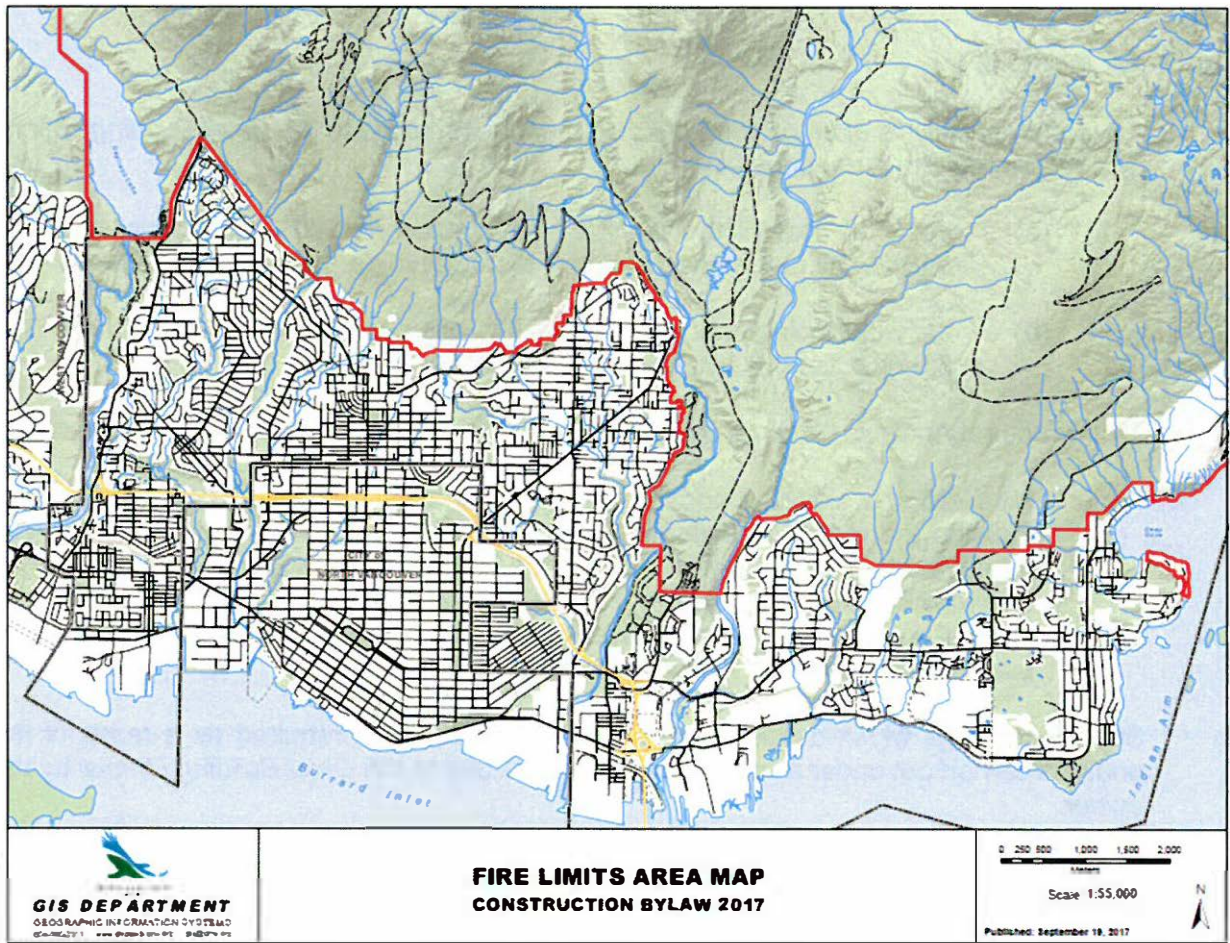 WEST VANCOUVER
CITY OF
NORTH VANCOUVER
Burrard Inlet
Indian Arm
GIS DEPARTMENT
GEOGRAPHIC INFORMATION SYSTEMS
FIRE LIMITS AREA MAP
CONSTRUCTION BYLAW 2017
0 250 500 1,000 1,500 2,000
Meters
Scale 1:55,000
N
Published: September 19, 2017